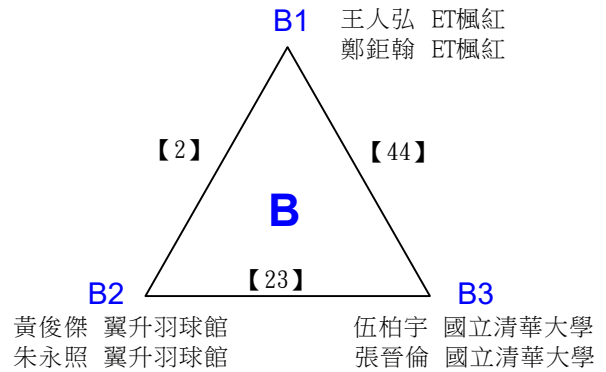 B1
王人弘 ET楓紅
鄭鉅翰 ET楓紅
【2】
【44】
B
【23】
B2
B3
黃俊傑 翼升羽球館
朱永照 翼升羽球館
伍柏宇 國立清華大學
張晉倫 國立清華大學